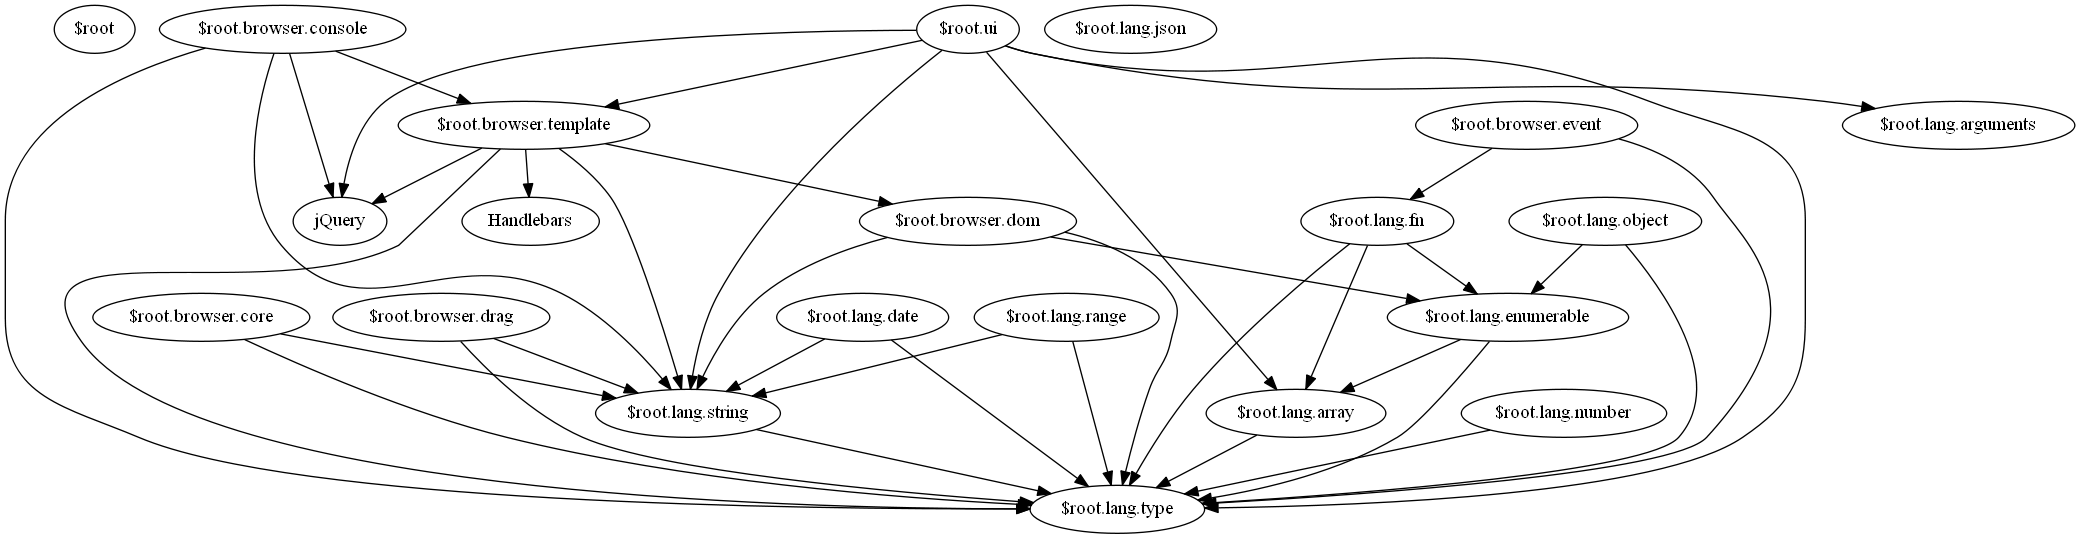 $root
$root.browser.console
$root.ui
$root.lang.json
$root.browser.template
$root.browser.event
$root.lang.arguments
jQuery
Handlebars
$root.browser.dom
$root.lang.fn
$root.lang.object
$root.browser.core
$root.browser.drag
$root.lang.date
$root.lang.range
$root.lang.enumerable
$root.lang.string
$root.lang.array
$root.lang.number
$root.lang.type